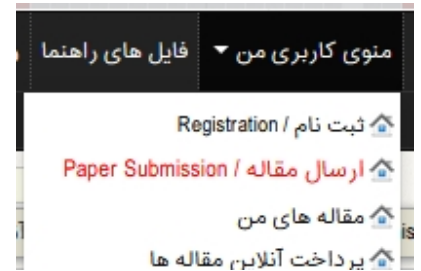 منوی کاربری من فایل های راهنما
ثبت نام / Registration
ارسال مقاله / Paper Submission
مقاله های من
پرداخت آنلاین مقاله ها